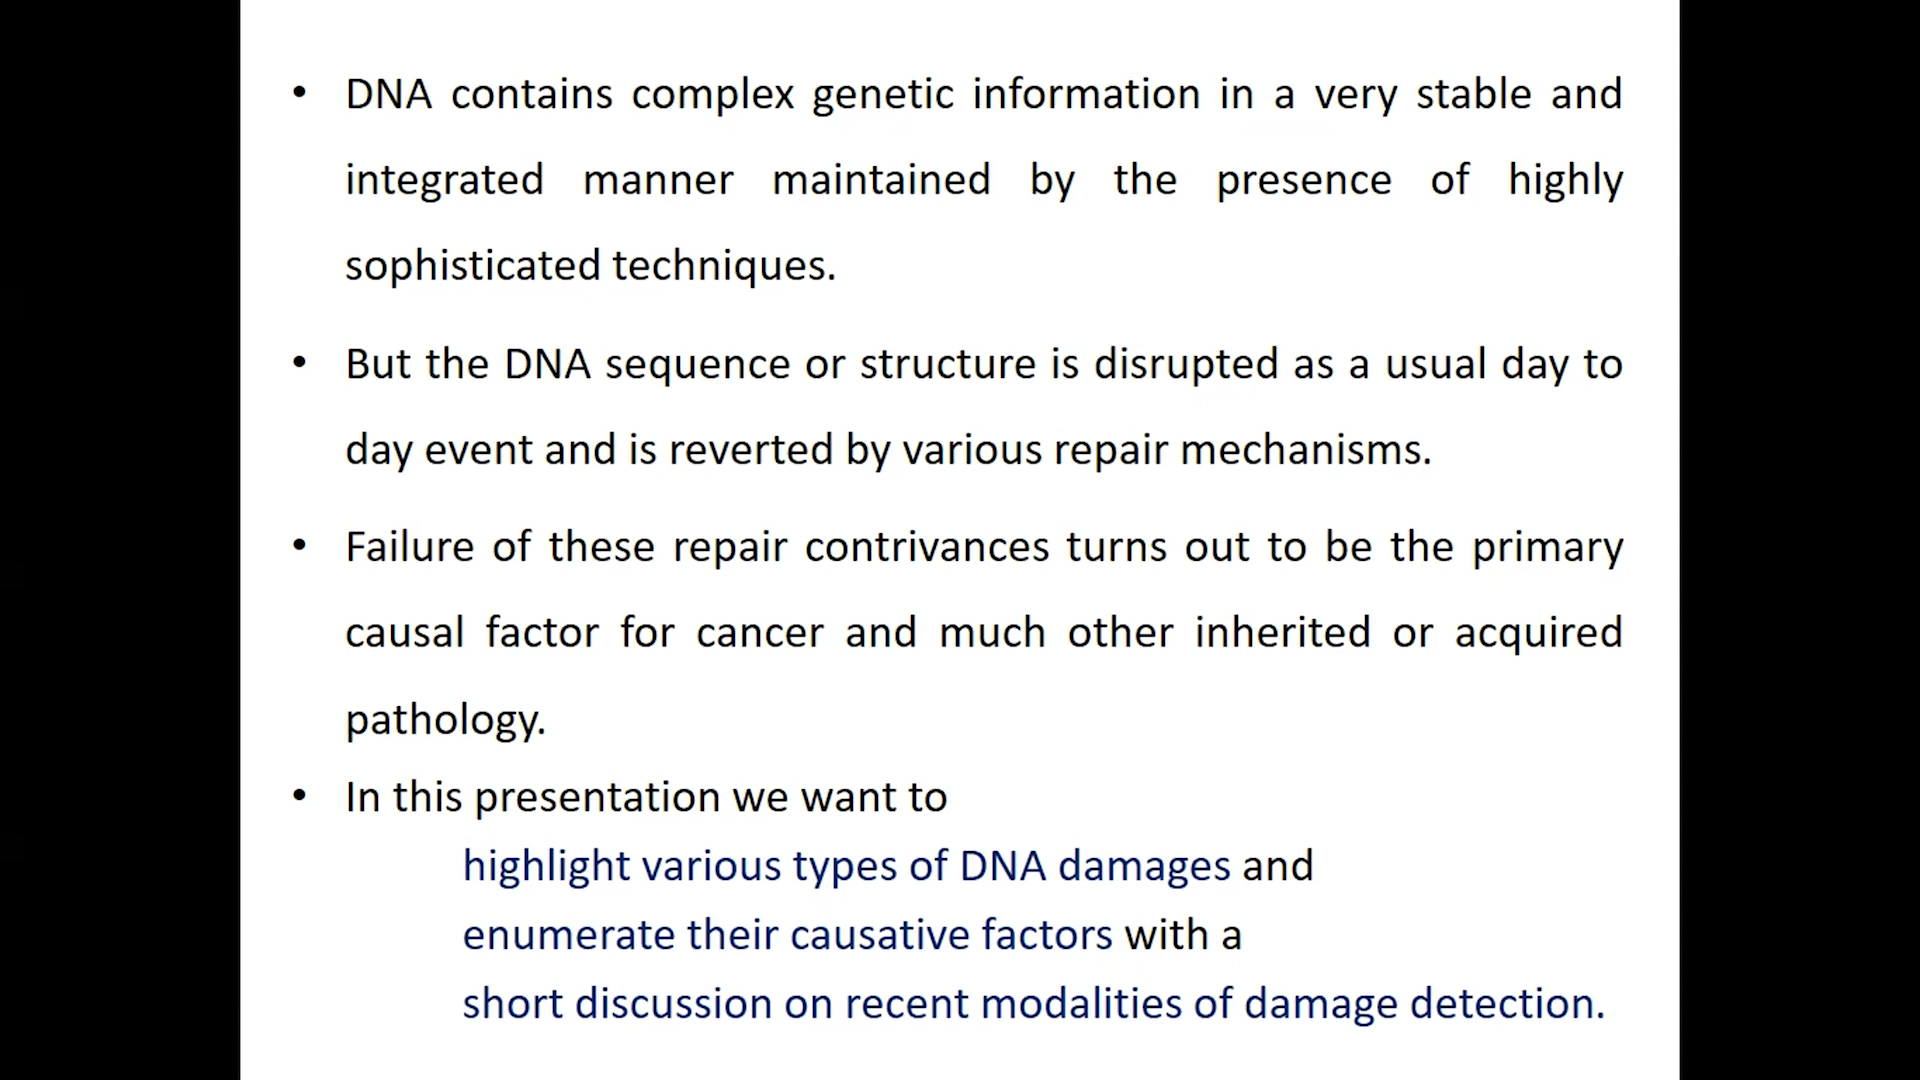 • DNA contains complex genetic information in a very stable and
integrated manner maintained by the presence of highly
sophisticated techniques.
• But the DNA sequence or structure is disrupted as a usual day to
day event and is reverted by various repair mechanisms.
• Failure of these repair contrivances turns out to be the primary
causal factor for cancer and much other inherited or acquired
pathology.
• In this presentation we want to
highlight various types of DNA damages and
enumerate their causative factors with a
short discussion on recent modalities of damage detection.